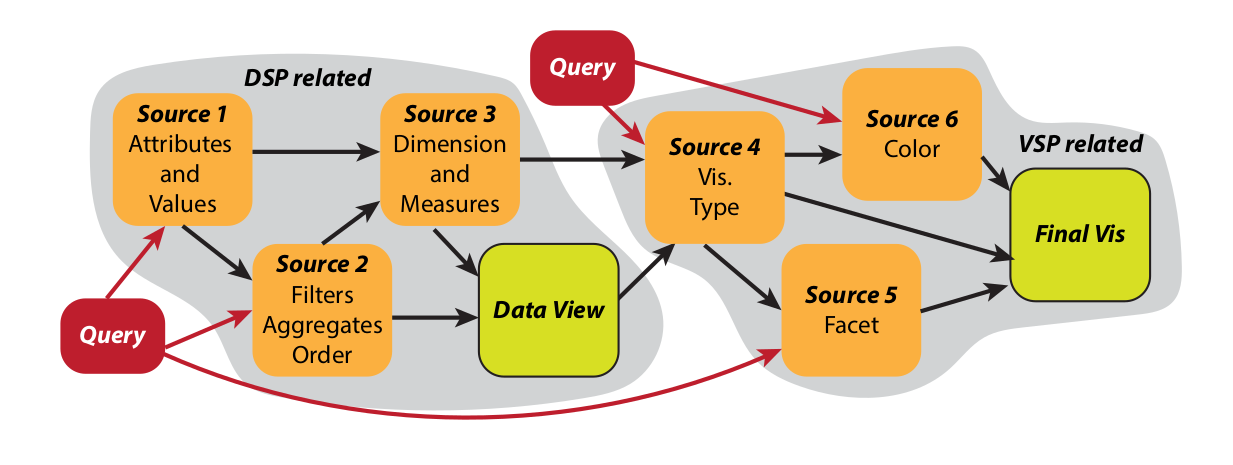 DSP related
Source 1
Attributes
and
Values
Source 3
Dimension
and
Measures
Source 2
Filters
Aggregates
Order
Data View
Query
Query
Source 4
Vis.
Type
Source 6
Color
VSP related
Final Vis
Source 5
Facet